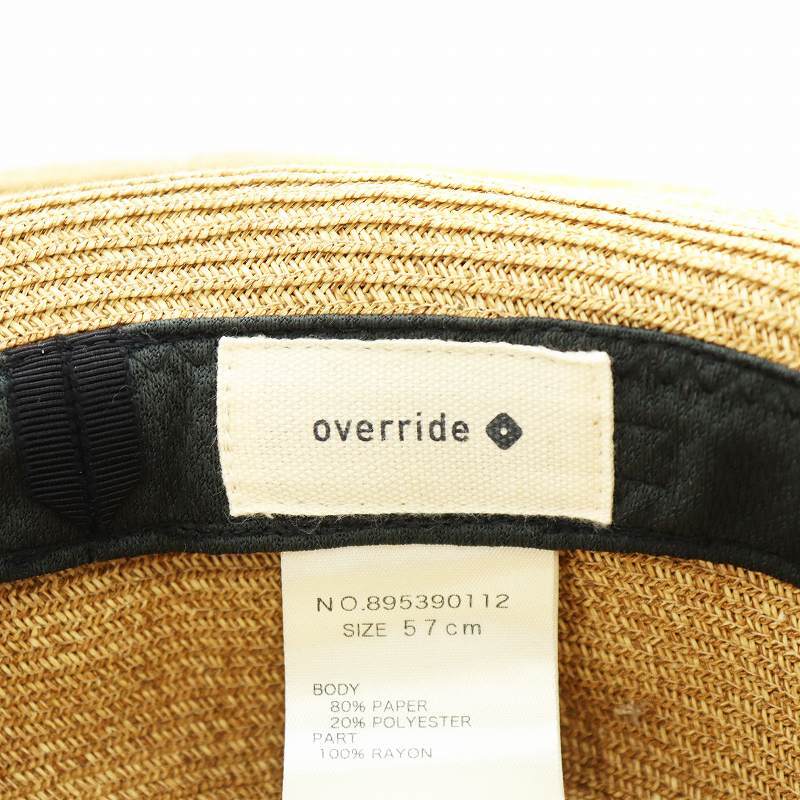 override
NO.895390112
SIZE 57cm
BODY
80% PAPER
20% POLYESTER
PART
100% RAYON